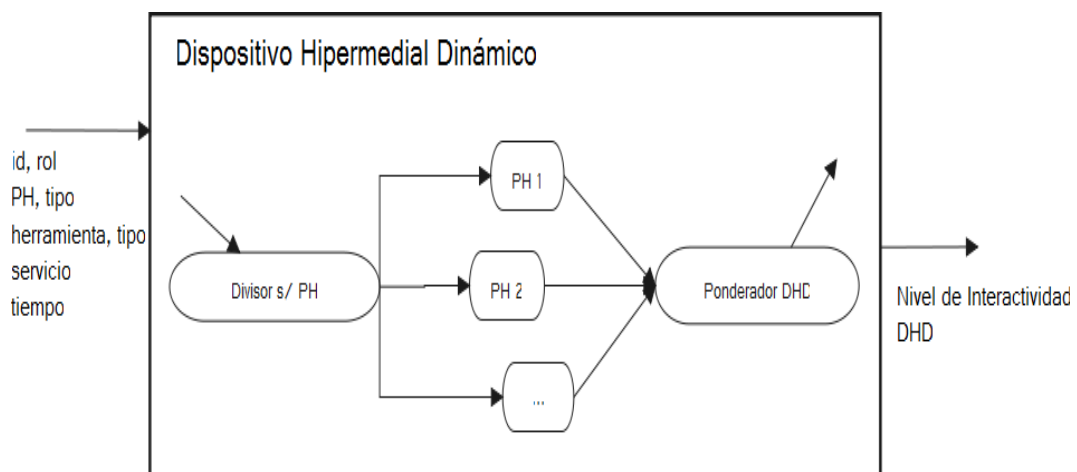 Dispositivo Hipermedial Dinámico
id, rol
PH, tipo
herramienta, tipo
servicio
tiempo
PH 1
Divisor s/ PH
PH 2
Ponderador DHD
...
Nivel de Interactividad
DHD